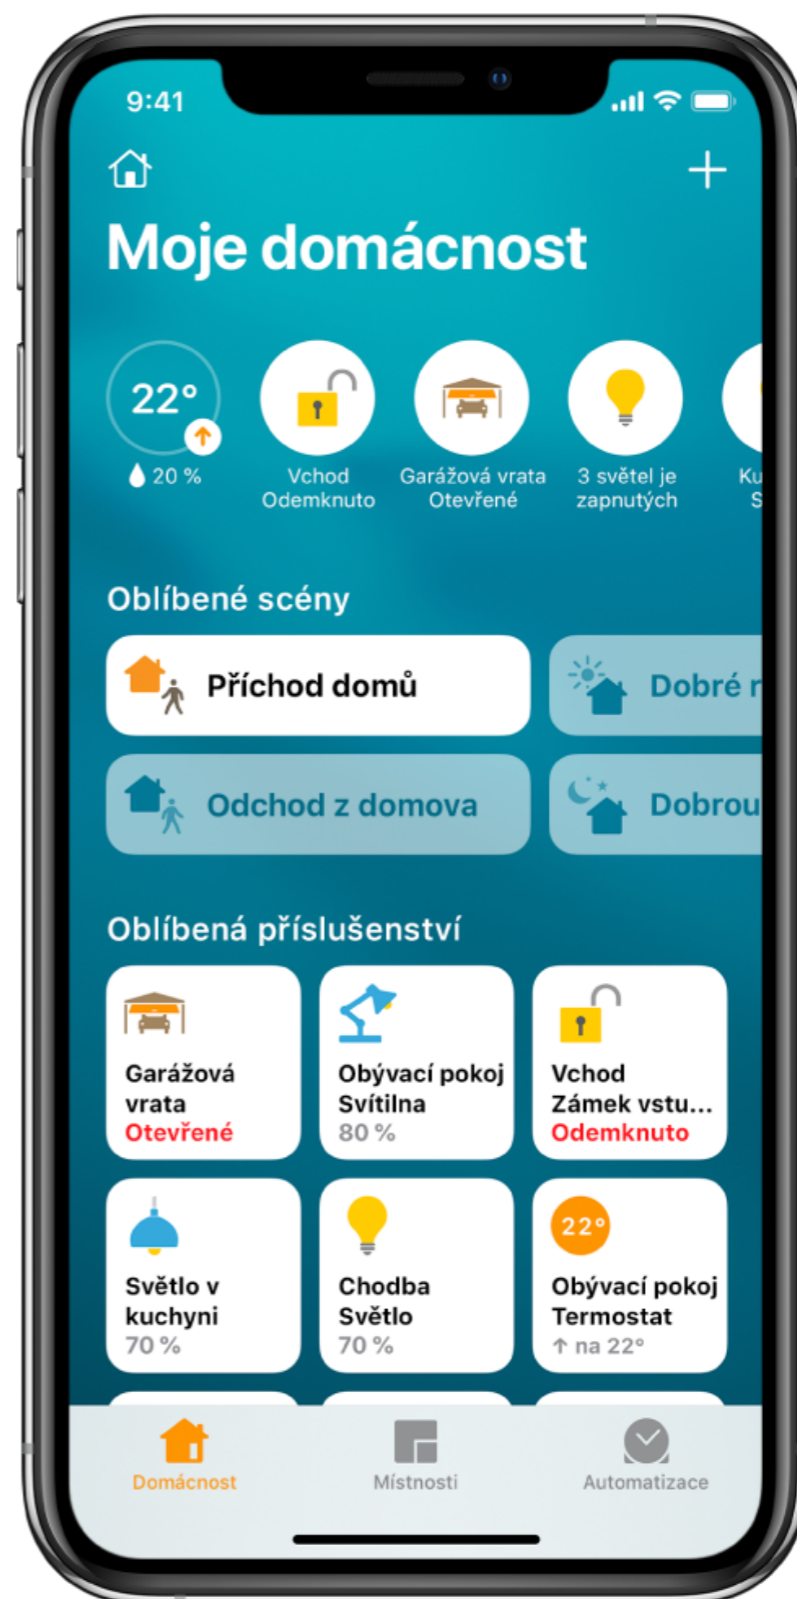 9:41
Moje domácnost
22°
20 %
Vchod
Odemknuto
Garážová vrata
Otevřené
3 světel je
zapnutých
Oblíbené scény
Příchod domů
Dobré
Odchod z domova
Dobrou
Oblíbená příslušenství
Garážová
vrata
Otevřené
Obývací pokoj
Svítilna
80 %
Vchod
Zámek vstu...
Odemknuto
Světlo v
kuchyni
70 %
Chodba
Světlo
70 %
22°
Obývací pokoj
Termostat
↑ na 22°
Domácnost
Místnosti
Automatizace